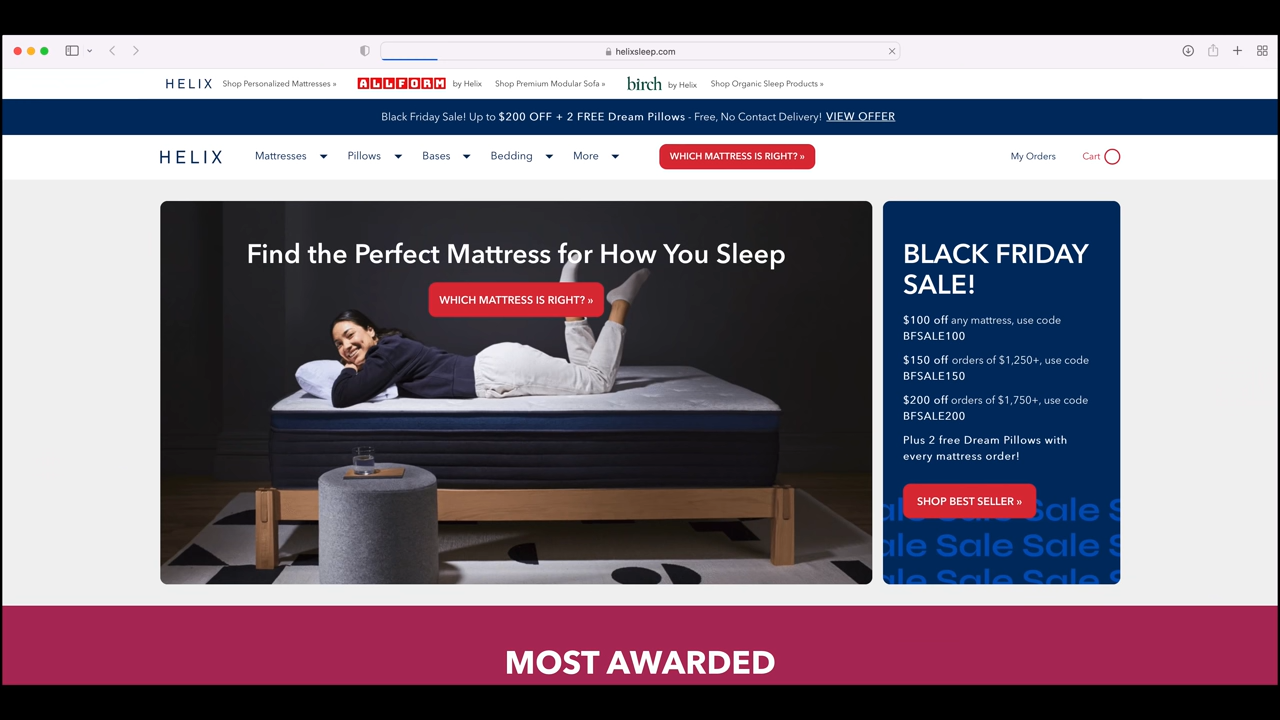 helixsleep.com
HELIX Shop Personalized Mattresses » ALLFORM by Helix Shop Premium Modular Sofa » birch by Helix Shop Organic Sleep Products »
Black Friday Sale! Up to $200 OFF + 2 FREE Dream Pillows - Free, No Contact Delivery! VIEW OFFER
HELIX Mattresses Pillows Bases Bedding More WHICH MATTRESS IS RIGHT? » My Orders Cart
Find the Perfect Mattress for How You Sleep
WHICH MATTRESS IS RIGHT? »
BLACK FRIDAY
SALE!
$100 off any mattress, use code
BFSALE100
$150 off orders of $1,250+, use code
BFSALE150
$200 off orders of $1,750+, use code
BFSALE200
Plus 2 free Dream Pillows with
every mattress order!
SHOP BEST SELLER »
ale Sale Sale S
ale Sale Sale S
ale Sale Sale S
MOST AWARDED